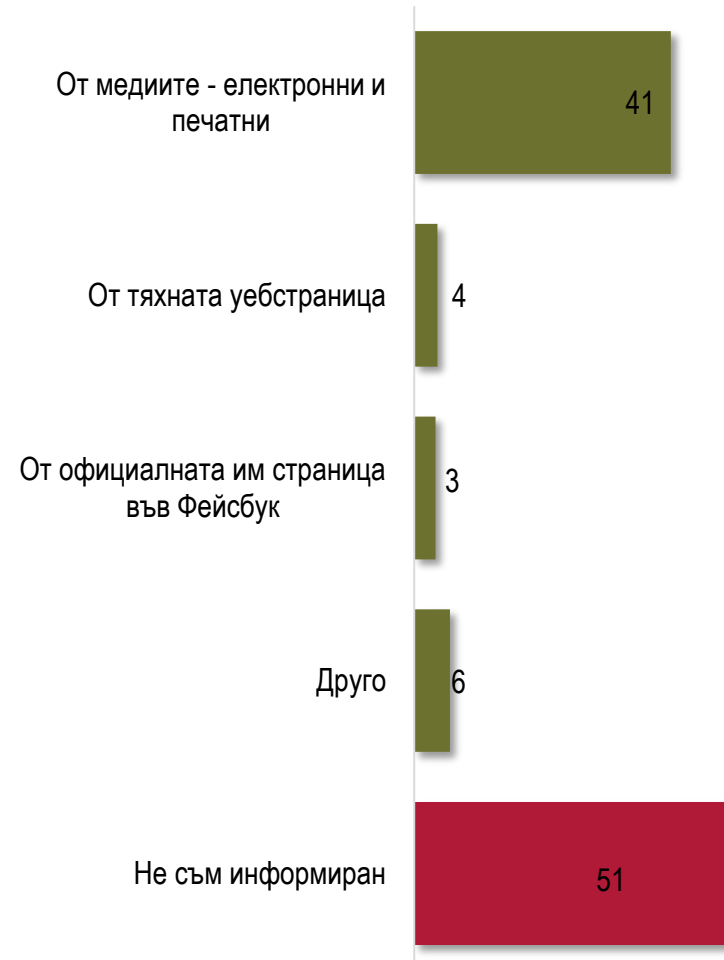 От медиите - електронни и
печатни
41
От тяхната уебстраница
4
От официалната им страница
във Фейсбук
3
Друго
6
Не съм информиран
51